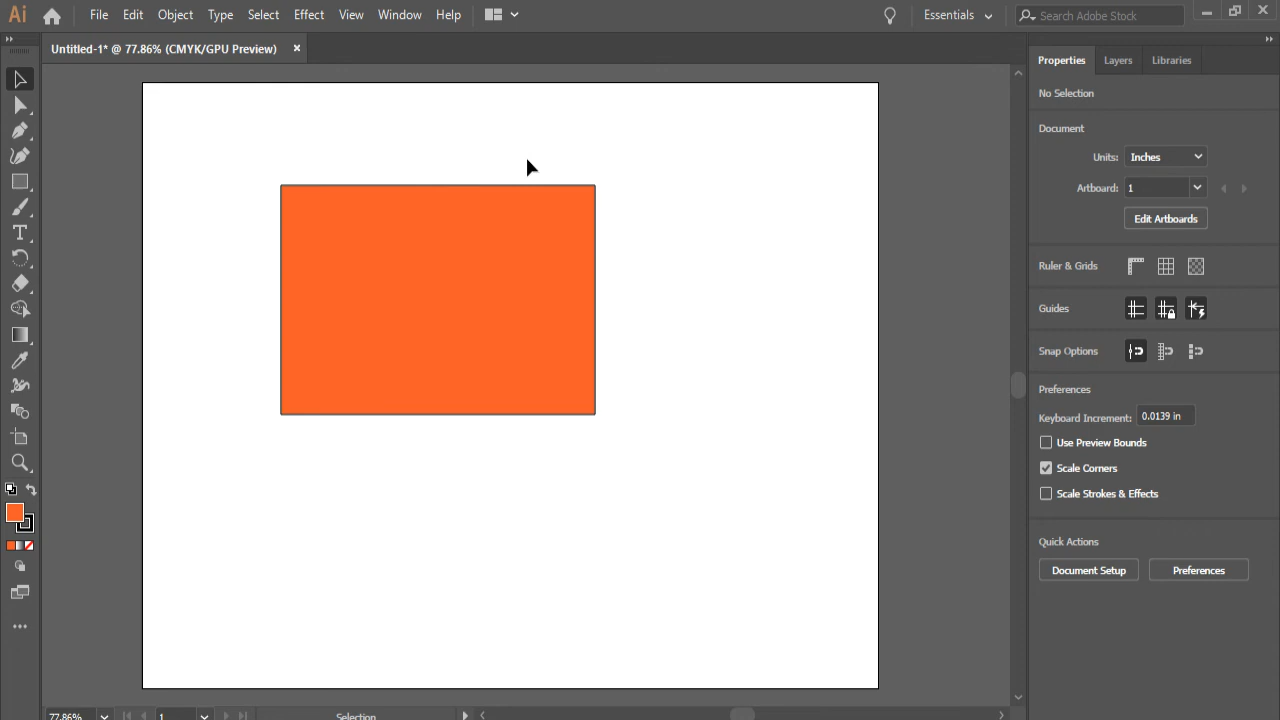 Ai File Edit Object Type Select Effect View Window Help Essentials Search Adobe Stock
Untitled-1* @ 77.86% (CMYK/GPU Preview) ×
Properties Layers Libraries
No Selection
Document
Units: Inches
Artboard: 1
Edit Artboards
Ruler & Grids
Guides
Snap Options
Preferences
Keyboard Increment: 0.0139 in
Use Preview Bounds
Scale Corners
Scale Strokes & Effects
Quick Actions
Document Setup Preferences
77.86% 1 Selection